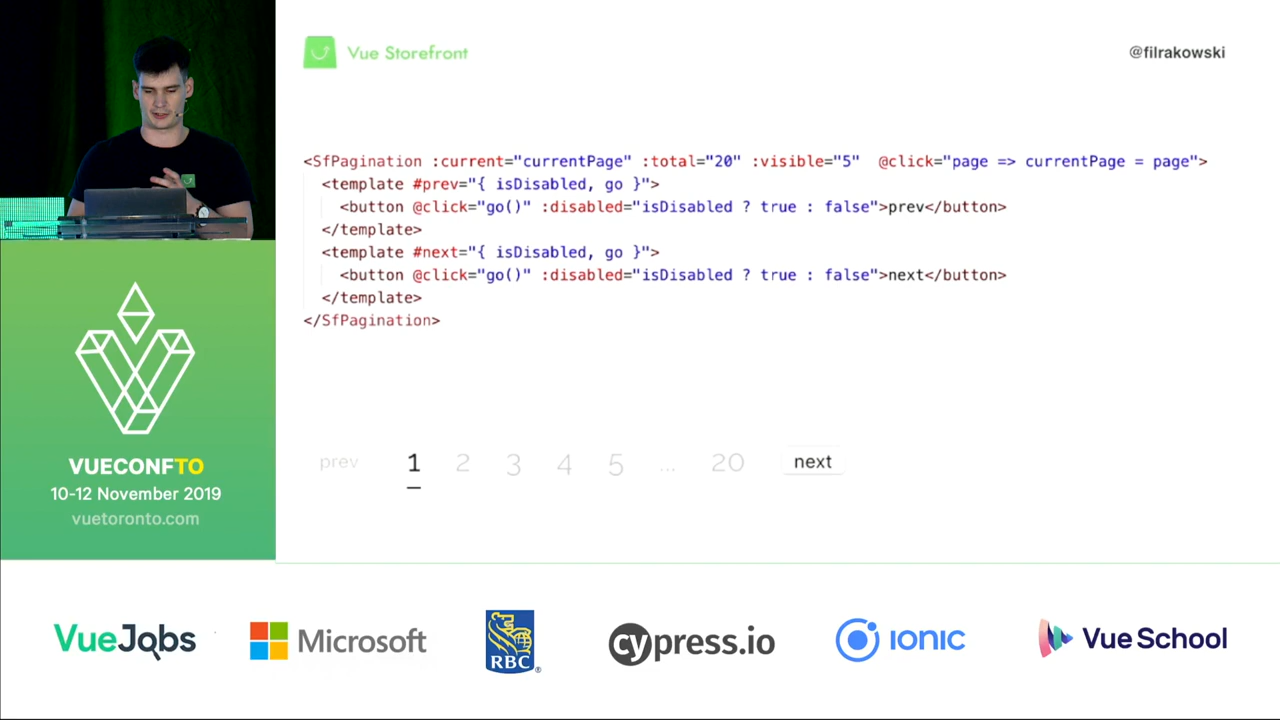 Vue Storefront
@filrakowski
<SfPagination :current="currentPage" :total="20" :visible="5"  @click="page => currentPage = page">
<template #prev="{ isDisabled, go }">
<button @click="go()" :disabled="isDisabled ? true : false">prev</button>
</template>
<template #next="{ isDisabled, go }">
<button @click="go()" :disabled="isDisabled ? true : false">next</button>
</template>
</SfPagination>
prev 1 2 3 4 5 ... 20 next
VUECONFTO
10-12 November 2019
vuetoronto.com
VueJobs
Microsoft
RBC®
cypress.io
IONIC
Vue School